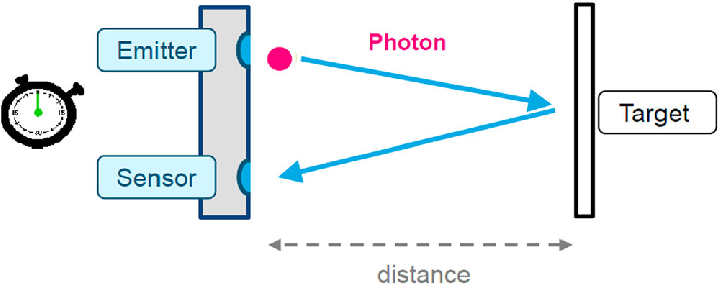 Emitter
Photon
Target
Sensor
distance